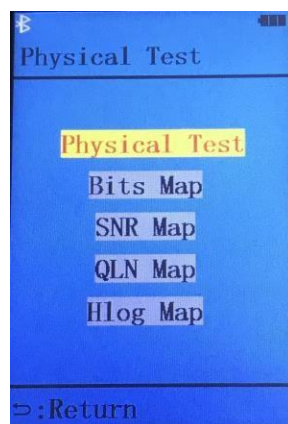 Physical Test
Physical Test
Bits Map
SNR Map
QLN Map
Hlog Map
:Return